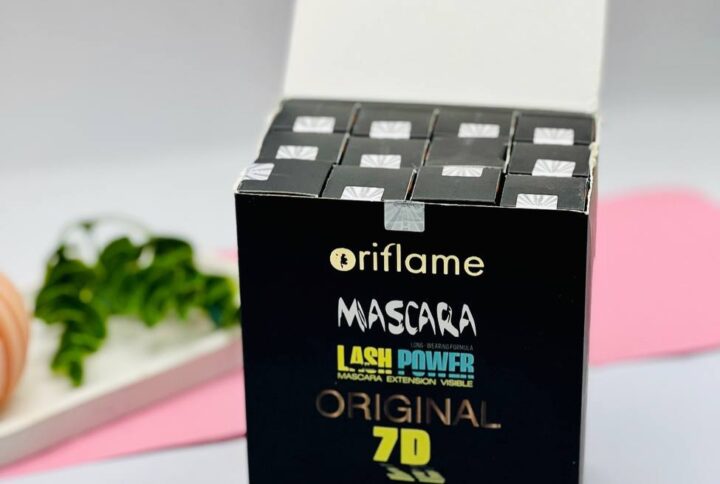 Oriflame
MASCARA
LONG-WEARING FORMULA
LASH POWER
MASCARA EXTENSION VISIBLE
ORIGINAL
7D